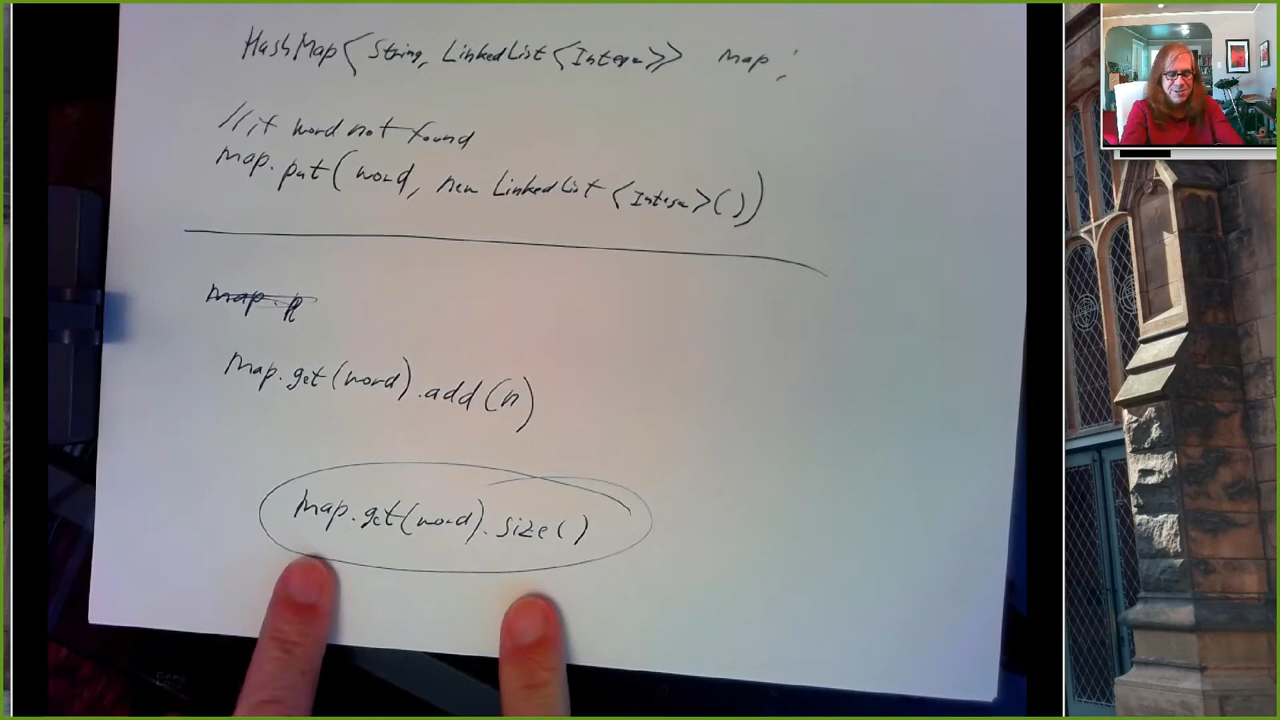 HashMap<String, LinkedList<Integer>> map;
//if word not found
map.put(word, new LinkedList<Integer>())
map.p
map.get(word).add(n)
map.get(word).size()